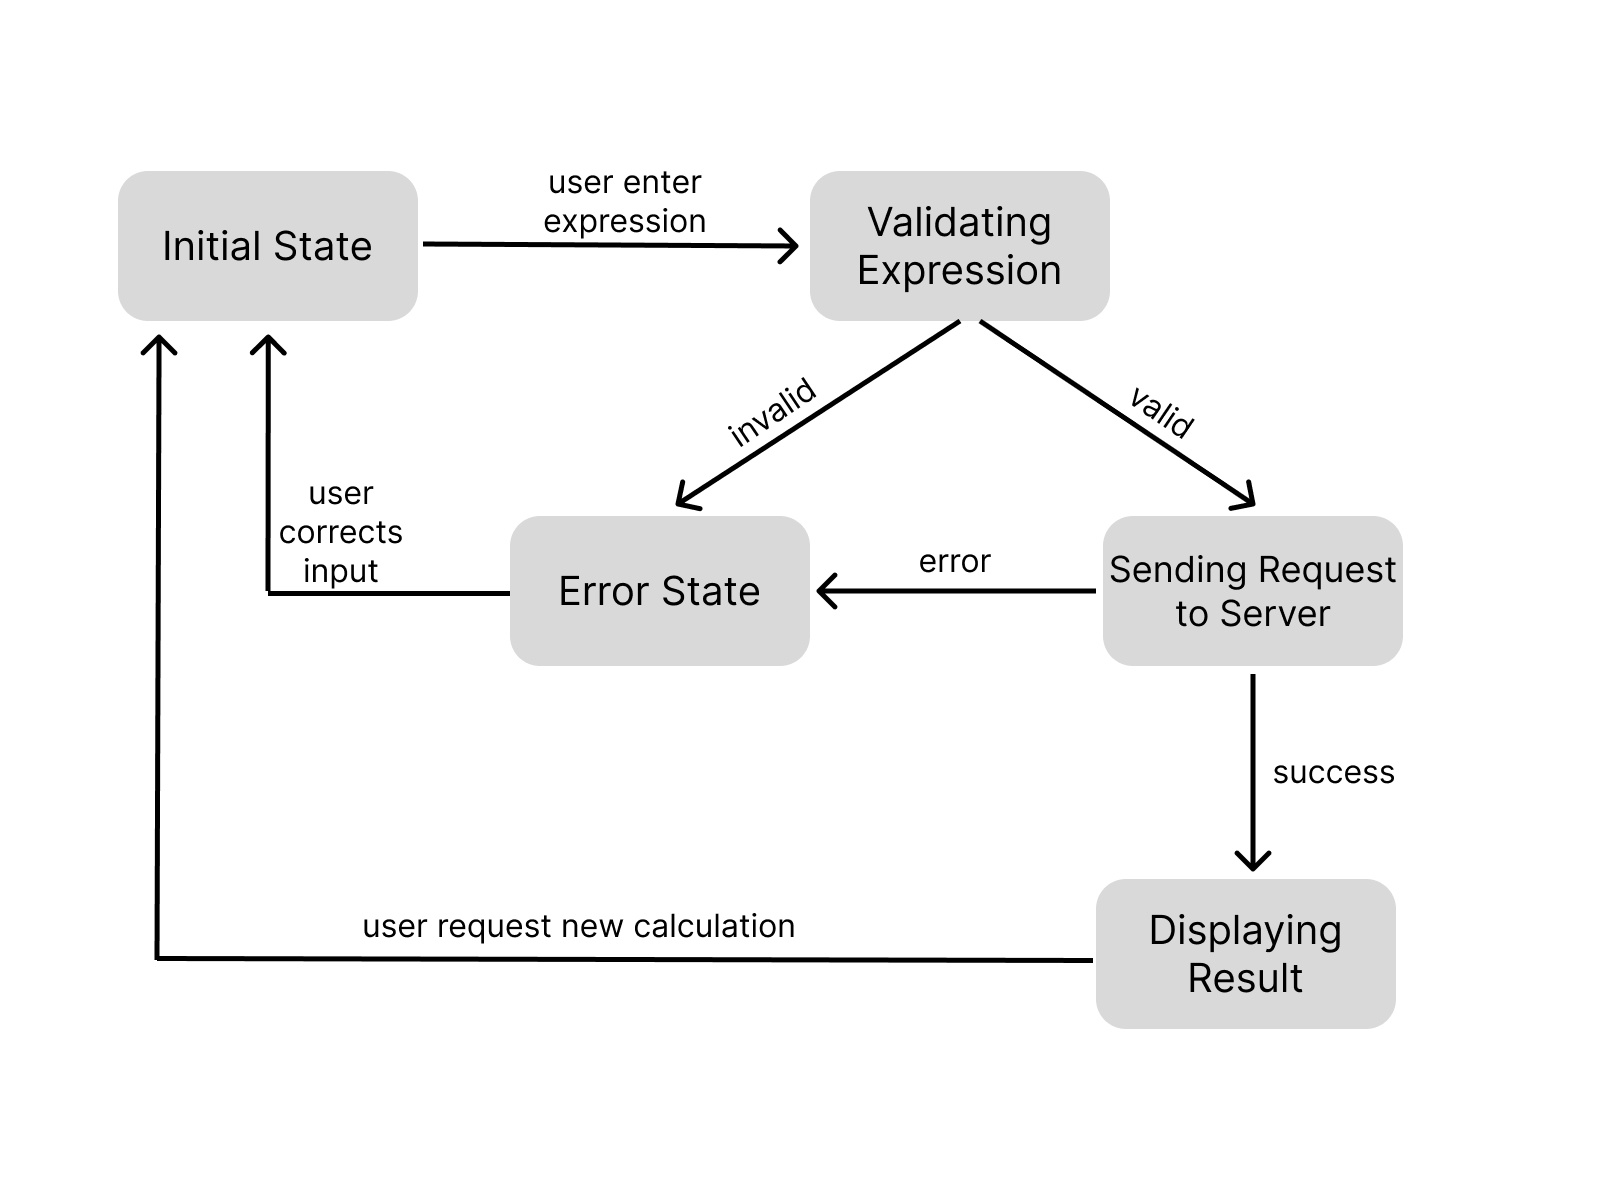 Initial State
user enter
expression
Validating
Expression
invalid
valid
user
corrects
input
Error State
error
Sending Request
to Server
success
user request new calculation
Displaying
Result